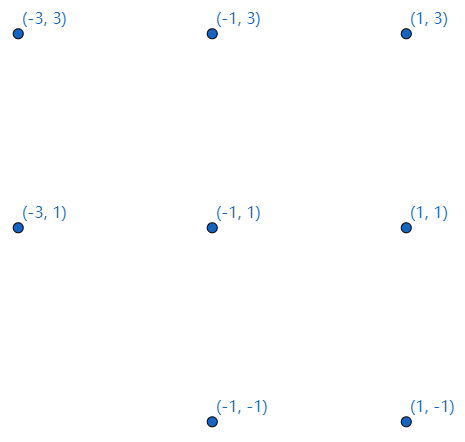 (-3, 3) (-1, 3) (1, 3)
(-3, 1) (-1, 1) (1, 1)
(-1, -1) (1, -1)